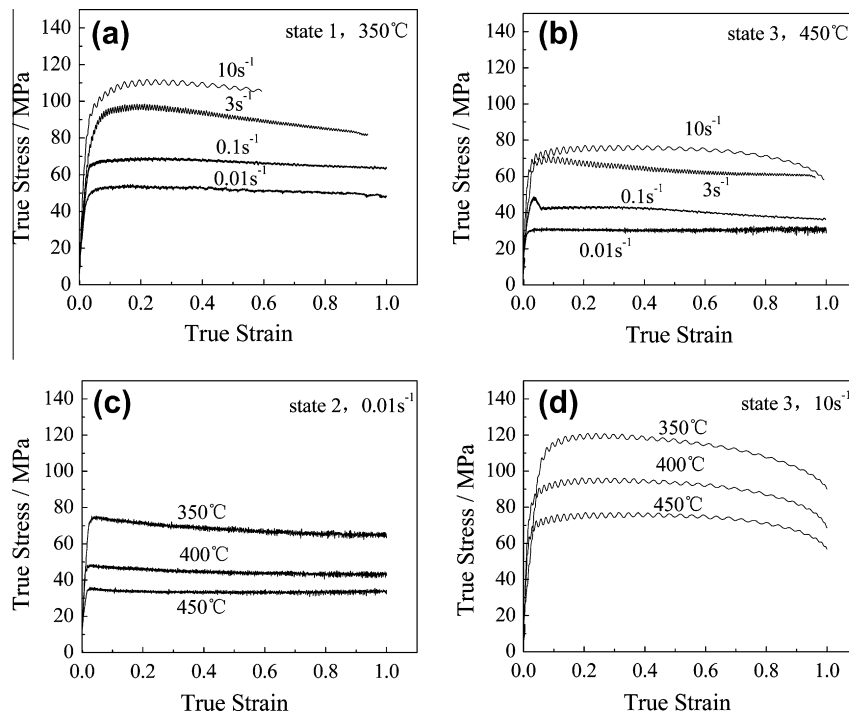 (a)
state 1，350℃
10s⁻¹
3s⁻¹
0.1s⁻¹
0.01s⁻¹
140
120
100
80
60
40
20
0
0.0 0.2 0.4 0.6 0.8 1.0
True Stress / MPa
True Strain
(b)
state 3，450℃
10s⁻¹
3s⁻¹
0.1s⁻¹
0.01s⁻¹
140
120
100
80
60
40
20
0
0.0 0.2 0.4 0.6 0.8 1.0
True Stress / MPa
True Strain
(c)
state 2，0.01s⁻¹
350℃
400℃
450℃
140
120
100
80
60
40
20
0
0.0 0.2 0.4 0.6 0.8 1.0
True Stress / MPa
True Strain
(d)
state 3，10s⁻¹
350℃
400℃
450℃
140
120
100
80
60
40
20
0
0.0 0.2 0.4 0.6 0.8 1.0
True Stress / MPa
True Strain